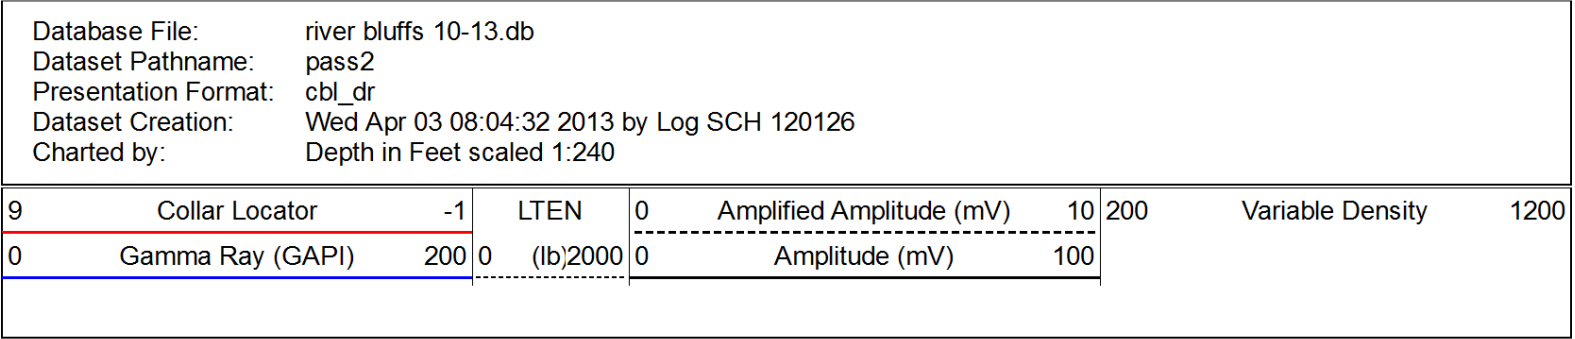 Database File: river bluffs 10-13.db
Dataset Pathname: pass2
Presentation Format: cbl_dr
Dataset Creation: Wed Apr 03 08:04:32 2013 by Log SCH 120126
Charted by: Depth in Feet scaled 1:240
9 Collar Locator -1 LTEN 0 Amplified Amplitude (mV) 10 200 Variable Density 1200
0 Gamma Ray (GAPI) 200 0 (lb)2000 0 Amplitude (mV) 100